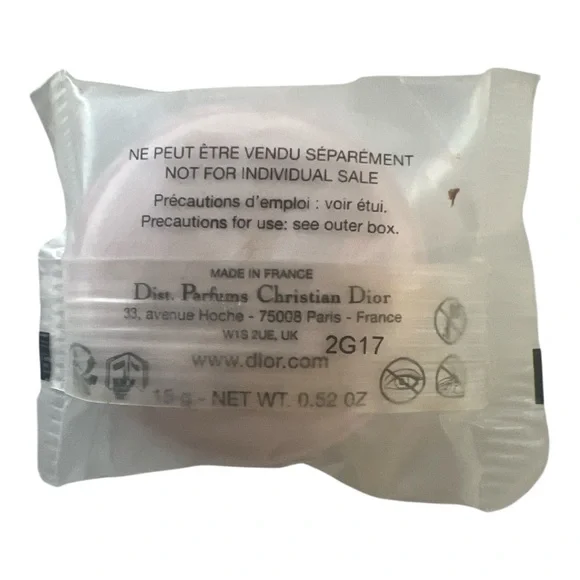 NE PEUT ÊTRE VENDU SÉPARÉMENT
NOT FOR INDIVIDUAL SALE
Précautions d'emploi : voir étui.
Precautions for use: see outer box.
MADE IN FRANCE
Dist. Parfums Christian Dior
33, avenue Hoche - 75008 Paris - France
W1S 2UE, UK
2G17
www.dior.com
15 g - NET WT. 0.52 OZ